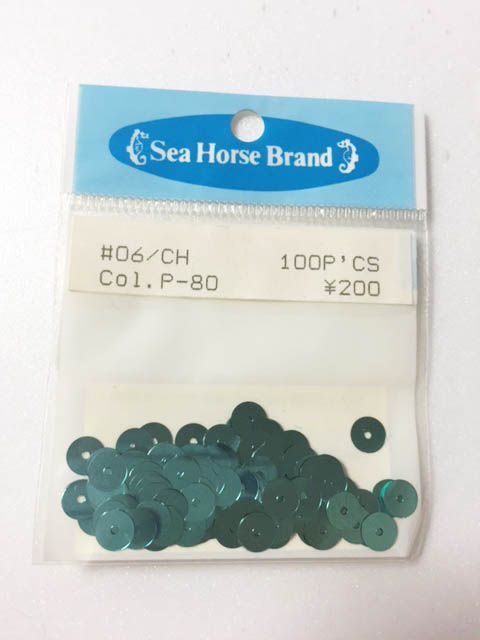 Sea Horse Brand
#06/CH 100P'CS
Col.P-80 ¥200